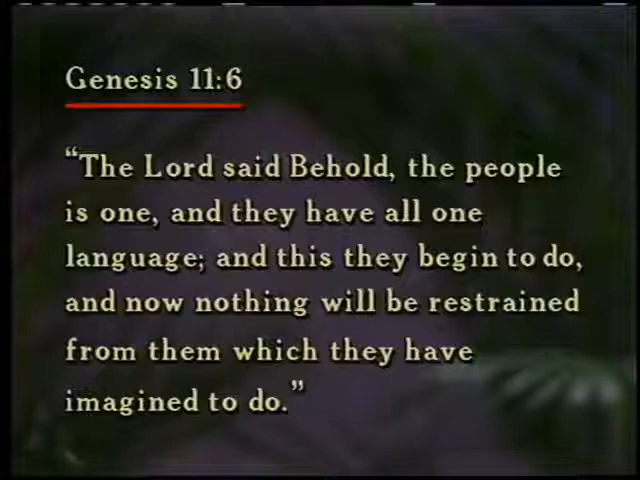 Genesis 11:6
“The Lord said Behold, the people
is one, and they have all one
language; and this they begin to do,
and now nothing will be restrained
from them which they have
imagined to do.”